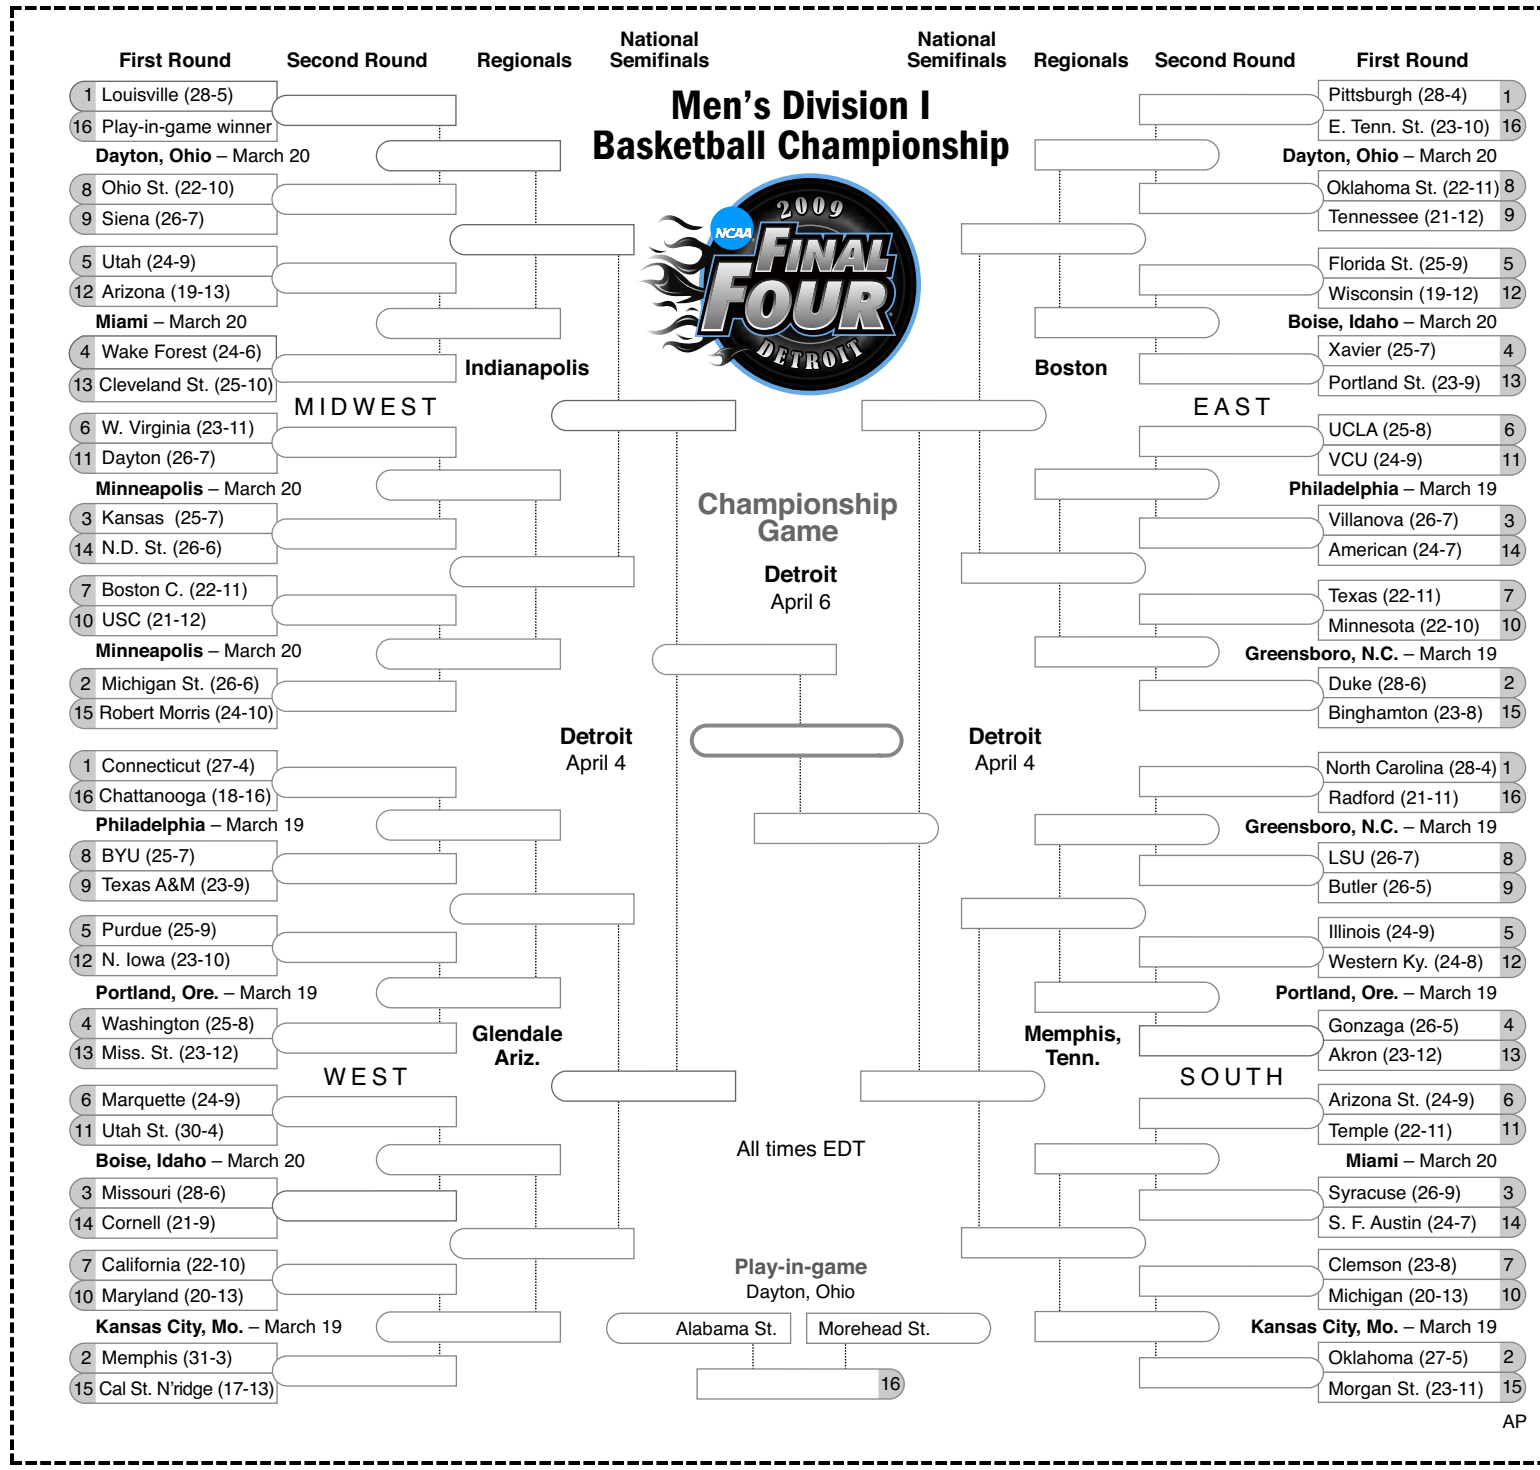 First Round
Second Round
Regionals
National
Semifinals
National
Semifinals
Regionals
Second Round
First Round
Men's Division I
Basketball Championship
2009
NCAA
FINAL
FOUR
DETROIT
1 Louisville (28-5)
16 Play-in-game winner
Dayton, Ohio – March 20
8 Ohio St. (22-10)
9 Siena (26-7)
5 Utah (24-9)
12 Arizona (19-13)
Miami – March 20
4 Wake Forest (24-6)
13 Cleveland St. (25-10)
Indianapolis
MIDWEST
6 W. Virginia (23-11)
11 Dayton (26-7)
Minneapolis – March 20
3 Kansas (25-7)
14 N.D. St. (26-6)
7 Boston C. (22-11)
10 USC (21-12)
Minneapolis – March 20
2 Michigan St. (26-6)
15 Robert Morris (24-10)
Detroit
April 4
1 Connecticut (27-4)
16 Chattanooga (18-16)
Philadelphia – March 19
8 BYU (25-7)
9 Texas A&M (23-9)
5 Purdue (25-9)
12 N. Iowa (23-10)
Portland, Ore. – March 19
4 Washington (25-8)
13 Miss. St. (23-12)
Glendale
Ariz.
WEST
6 Marquette (24-9)
11 Utah St. (30-4)
Boise, Idaho – March 20
3 Missouri (28-6)
14 Cornell (21-9)
7 California (22-10)
10 Maryland (20-13)
Kansas City, Mo. – March 19
2 Memphis (31-3)
15 Cal St. N'ridge (17-13)
Championship
Game
Detroit
April 6
All times EDT
Play-in-game
Dayton, Ohio
Alabama St.
Morehead St.
16
Pittsburgh (28-4) 1
E. Tenn. St. (23-10) 16
Dayton, Ohio – March 20
Oklahoma St. (22-11) 8
Tennessee (21-12) 9
Florida St. (25-9) 5
Wisconsin (19-12) 12
Boise, Idaho – March 20
Xavier (25-7) 4
Portland St. (23-9) 13
Boston
EAST
UCLA (25-8) 6
VCU (24-9) 11
Philadelphia – March 19
Villanova (26-7) 3
American (24-7) 14
Texas (22-11) 7
Minnesota (22-10) 10
Greensboro, N.C. – March 19
Duke (28-6) 2
Binghamton (23-8) 15
Detroit
April 4
North Carolina (28-4) 1
Radford (21-11) 16
Greensboro, N.C. – March 19
LSU (26-7) 8
Butler (26-5) 9
Illinois (24-9) 5
Western Ky. (24-8) 12
Portland, Ore. – March 19
Gonzaga (26-5) 4
Akron (23-12) 13
Memphis,
Tenn.
SOUTH
Arizona St. (24-9) 6
Temple (22-11) 11
Miami – March 20
Syracuse (26-9) 3
S. F. Austin (24-7) 14
Clemson (23-8) 7
Michigan (20-13) 10
Kansas City, Mo. – March 19
Oklahoma (27-5) 2
Morgan St. (23-11) 15
AP